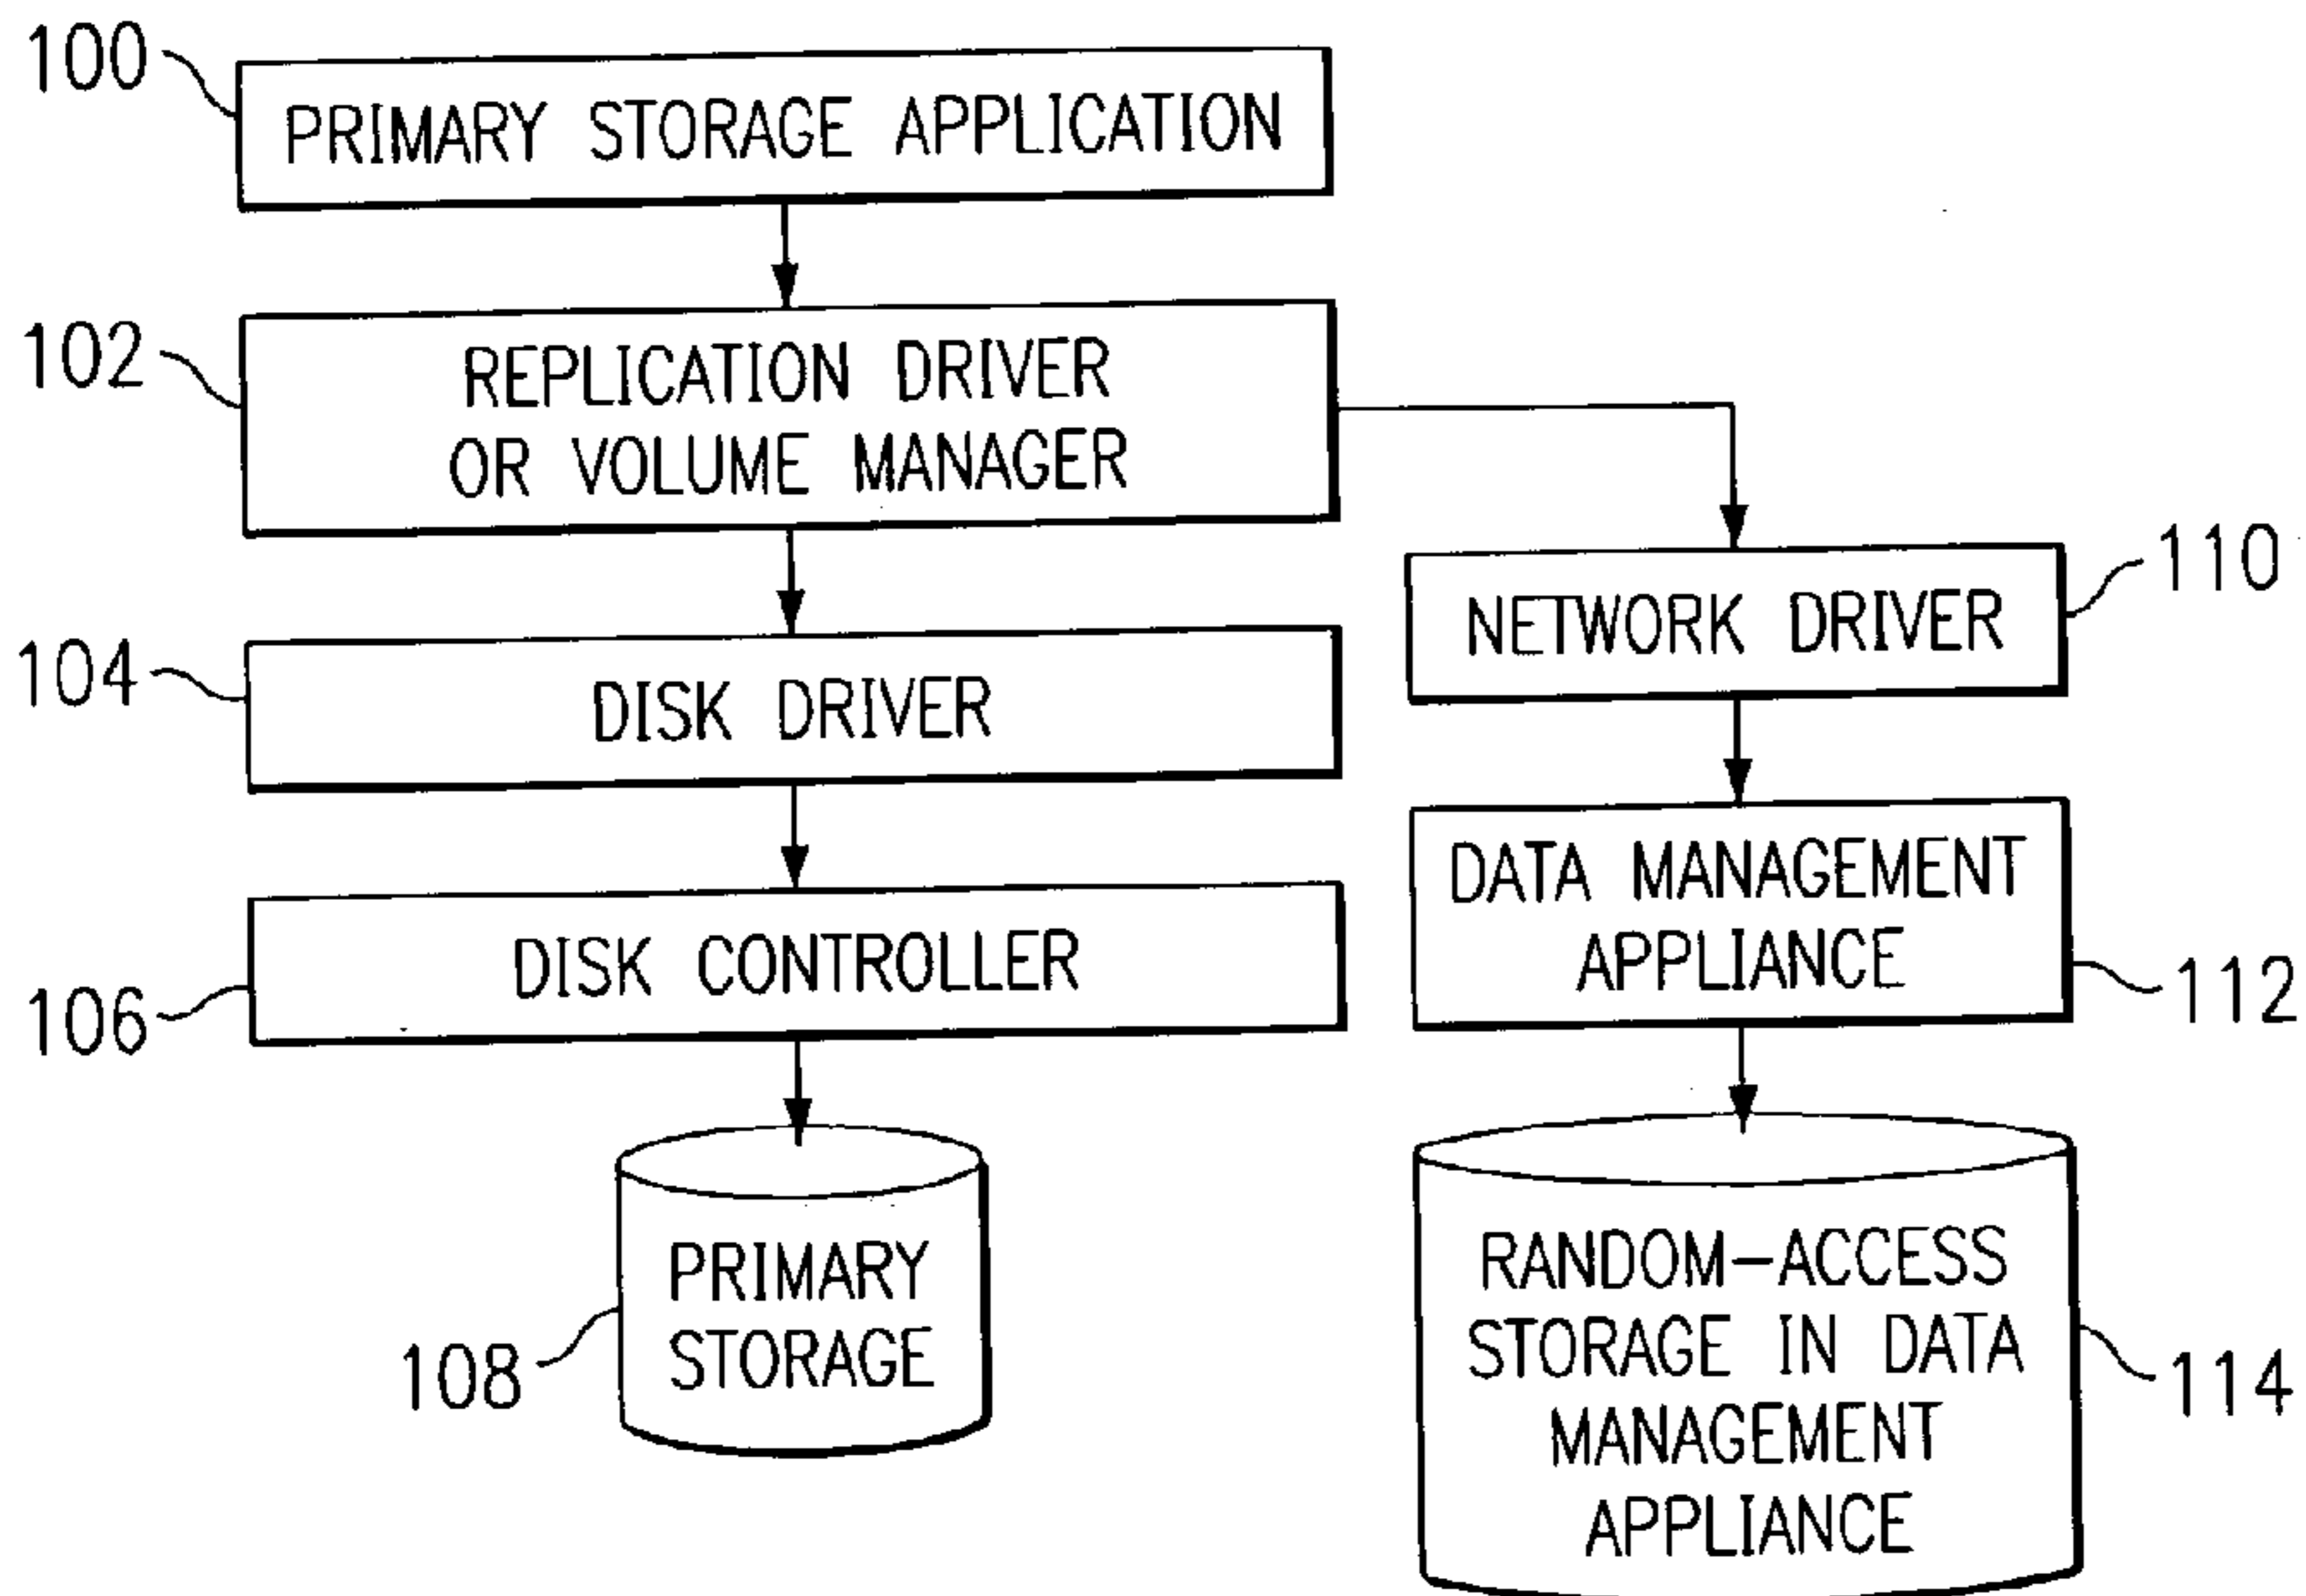 100
PRIMARY STORAGE APPLICATION
102
REPLICATION DRIVER
OR VOLUME MANAGER
104
DISK DRIVER
110
NETWORK DRIVER
106
DISK CONTROLLER
DATA MANAGEMENT
APPLIANCE
112
108
PRIMARY
STORAGE
RANDOM-ACCESS
STORAGE IN DATA
MANAGEMENT
APPLIANCE
114